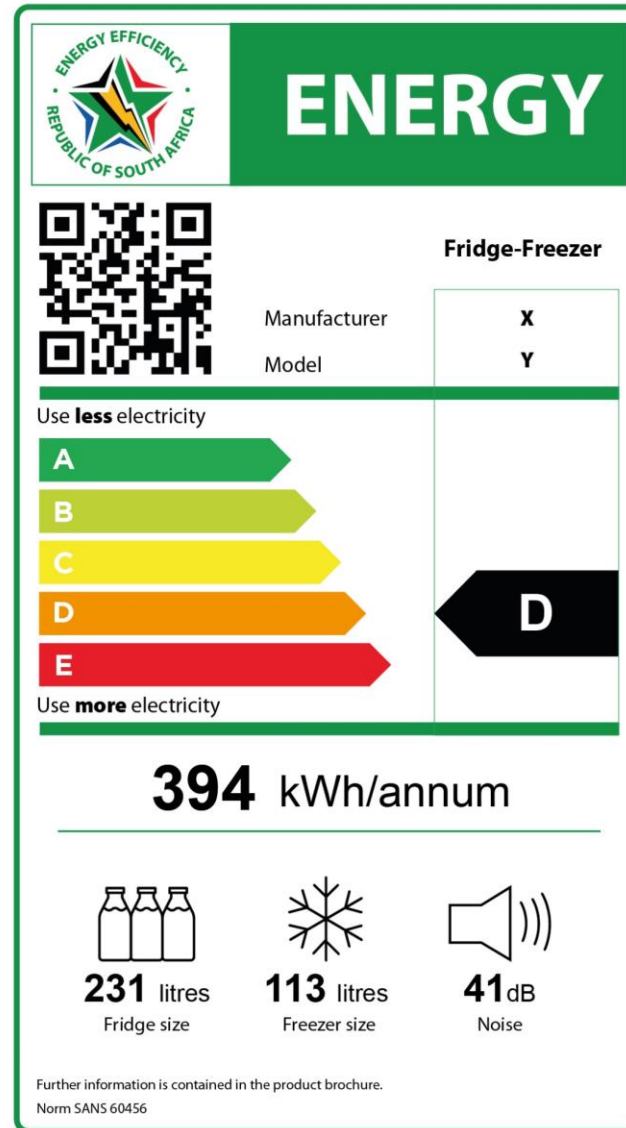 · ENERGY EFFICIENCY ·
REPUBLIC OF SOUTH AFRICA
ENERGY
Fridge-Freezer
Manufacturer X
Model Y
Use less electricity
A
B
C
D D
E
Use more electricity
394 kWh/annum
231 litres 113 litres 41dB
Fridge size Freezer size Noise
Further information is contained in the product brochure.
Norm SANS 60456